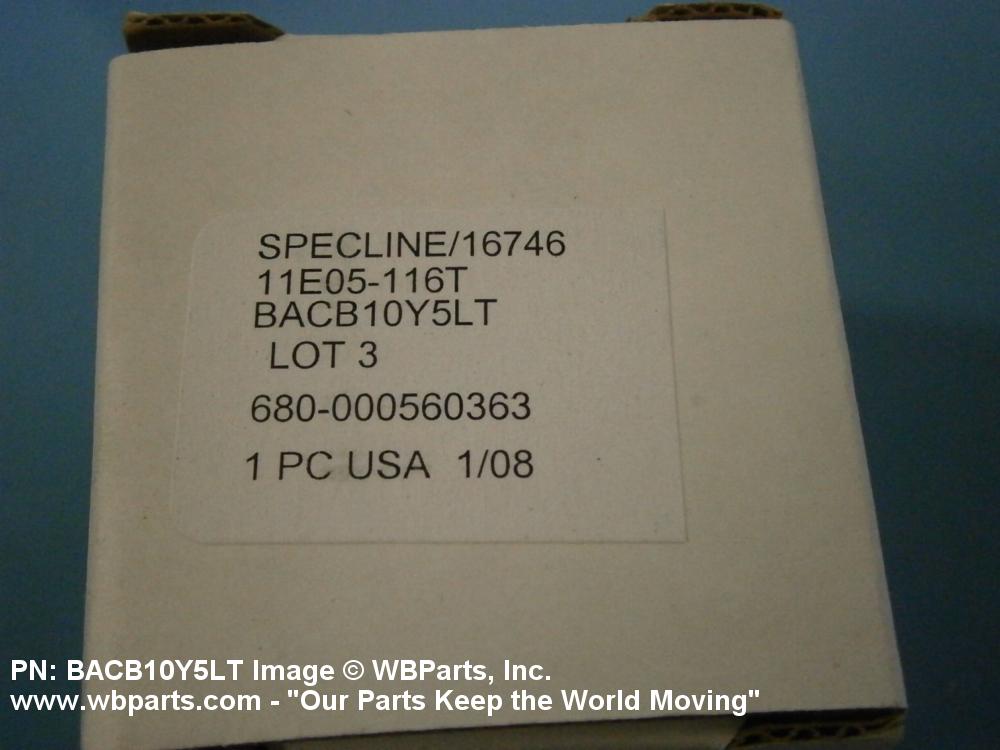 SPECLINE/16746
11E05-116T
BACB10Y5LT
LOT 3
680-000560363
1 PC USA 1/08
PN: BACB10Y5LT Image © WBParts, Inc.
www.wbparts.com - "Our Parts Keep the World Moving"